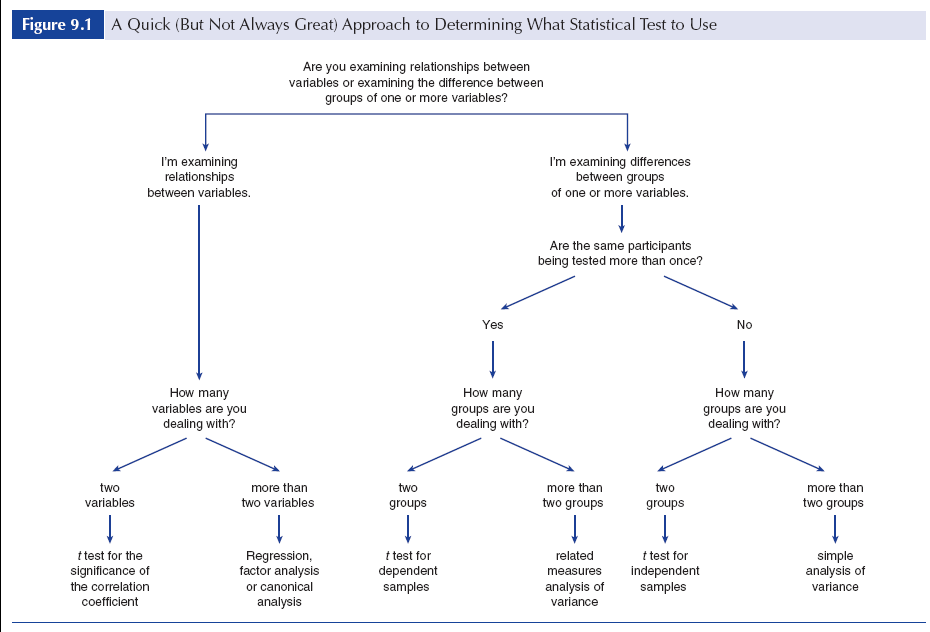 Figure 9.1 A Quick (But Not Always Great) Approach to Determining What Statistical Test to Use
Are you examining relationships between
variables or examining the difference between
groups of one or more variables?
I'm examining
relationships
between variables.
I'm examining differences
between groups
of one or more variables.
Are the same participants
being tested more than once?
Yes
No
How many
variables are you
dealing with?
How many
groups are you
dealing with?
How many
groups are you
dealing with?
two
variables
more than
two variables
two
groups
more than
two groups
two
groups
more than
two groups
t test for the
significance of
the correlation
coefficient
Regression,
factor analysis
or canonical
analysis
t test for
dependent
samples
related
measures
analysis of
variance
t test for
independent
samples
simple
analysis of
variance